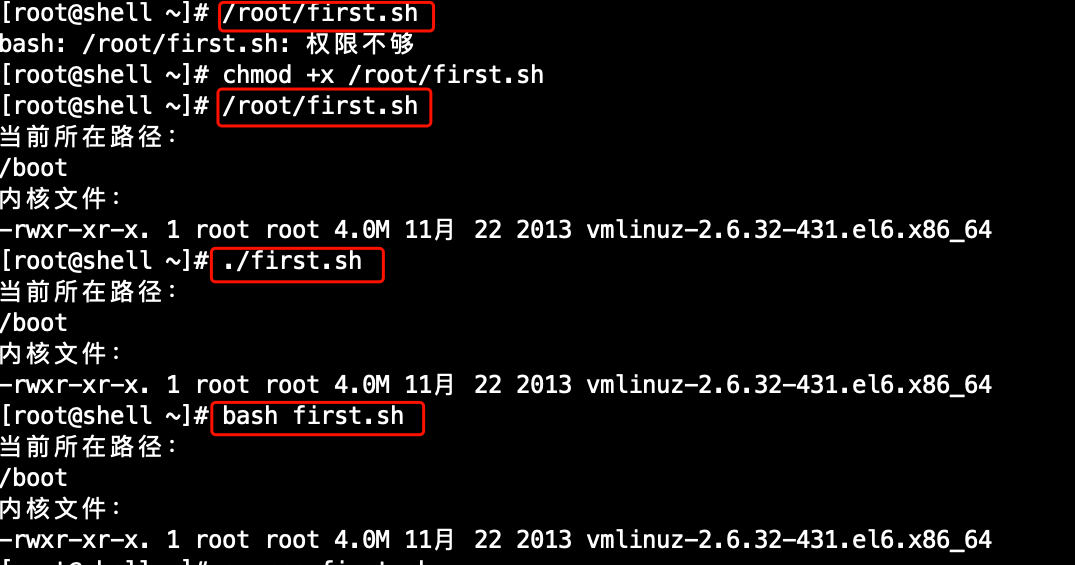 [root@shell ~]# /root/first.sh
bash: /root/first.sh: 权限不够
[root@shell ~]# chmod +x /root/first.sh
[root@shell ~]# /root/first.sh
当前所在路径：
/boot
内核文件：
-rwxr-xr-x. 1 root root 4.0M 11月 22 2013 vmlinuz-2.6.32-431.el6.x86_64
[root@shell ~]# ./first.sh
当前所在路径：
/boot
内核文件：
-rwxr-xr-x. 1 root root 4.0M 11月 22 2013 vmlinuz-2.6.32-431.el6.x86_64
[root@shell ~]# bash first.sh
当前所在路径：
/boot
内核文件：
-rwxr-xr-x. 1 root root 4.0M 11月 22 2013 vmlinuz-2.6.32-431.el6.x86_64